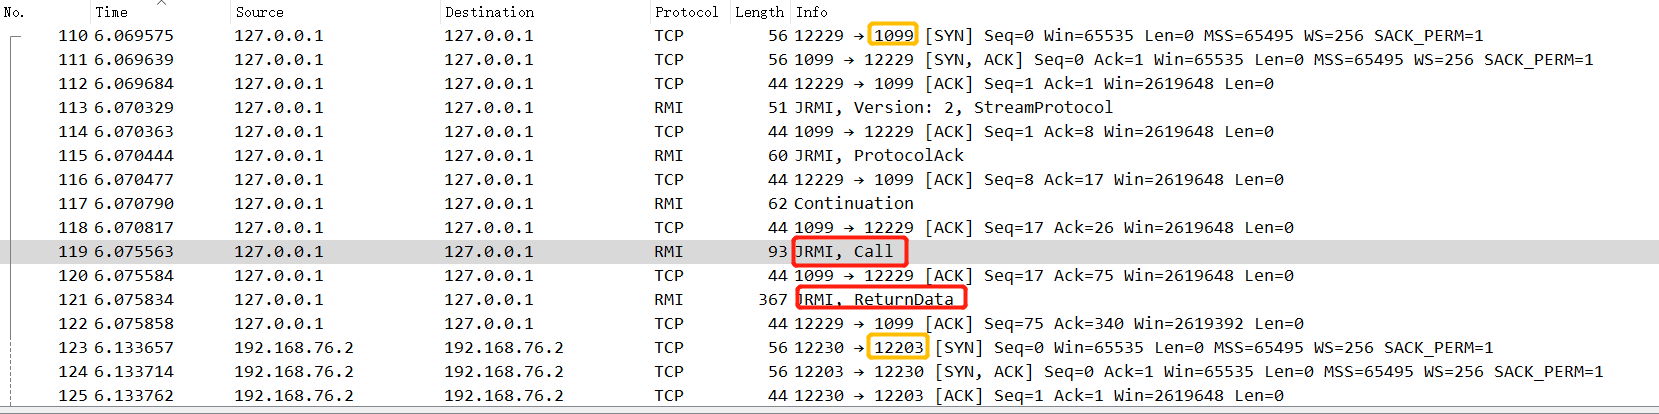 No. Time Source Destination Protocol Length Info
110 6.069575 127.0.0.1 127.0.0.1 TCP 56 12229 → 1099 [SYN] Seq=0 Win=65535 Len=0 MSS=65495 WS=256 SACK_PERM=1
111 6.069639 127.0.0.1 127.0.0.1 TCP 56 1099 → 12229 [SYN, ACK] Seq=0 Ack=1 Win=65535 Len=0 MSS=65495 WS=256 SACK_PERM=1
112 6.069684 127.0.0.1 127.0.0.1 TCP 44 12229 → 1099 [ACK] Seq=1 Ack=1 Win=2619648 Len=0
113 6.070329 127.0.0.1 127.0.0.1 RMI 51 JRMI, Version: 2, StreamProtocol
114 6.070363 127.0.0.1 127.0.0.1 TCP 44 1099 → 12229 [ACK] Seq=1 Ack=8 Win=2619648 Len=0
115 6.070444 127.0.0.1 127.0.0.1 RMI 60 JRMI, ProtocolAck
116 6.070477 127.0.0.1 127.0.0.1 TCP 44 12229 → 1099 [ACK] Seq=8 Ack=17 Win=2619648 Len=0
117 6.070790 127.0.0.1 127.0.0.1 RMI 62 Continuation
118 6.070817 127.0.0.1 127.0.0.1 TCP 44 1099 → 12229 [ACK] Seq=17 Ack=26 Win=2619648 Len=0
119 6.075563 127.0.0.1 127.0.0.1 RMI 93 JRMI, Call
120 6.075584 127.0.0.1 127.0.0.1 TCP 44 1099 → 12229 [ACK] Seq=17 Ack=75 Win=2619648 Len=0
121 6.075834 127.0.0.1 127.0.0.1 RMI 367 JRMI, ReturnData
122 6.075858 127.0.0.1 127.0.0.1 TCP 44 12229 → 1099 [ACK] Seq=75 Ack=340 Win=2619392 Len=0
123 6.133657 192.168.76.2 192.168.76.2 TCP 56 12230 → 12203 [SYN] Seq=0 Win=65535 Len=0 MSS=65495 WS=256 SACK_PERM=1
124 6.133714 192.168.76.2 192.168.76.2 TCP 56 12203 → 12230 [SYN, ACK] Seq=0 Ack=1 Win=65535 Len=0 MSS=65495 WS=256 SACK_PERM=1
125 6.133762 192.168.76.2 192.168.76.2 TCP 44 12230 → 12203 [ACK] Seq=1 Ack=1 Win=2619648 Len=0